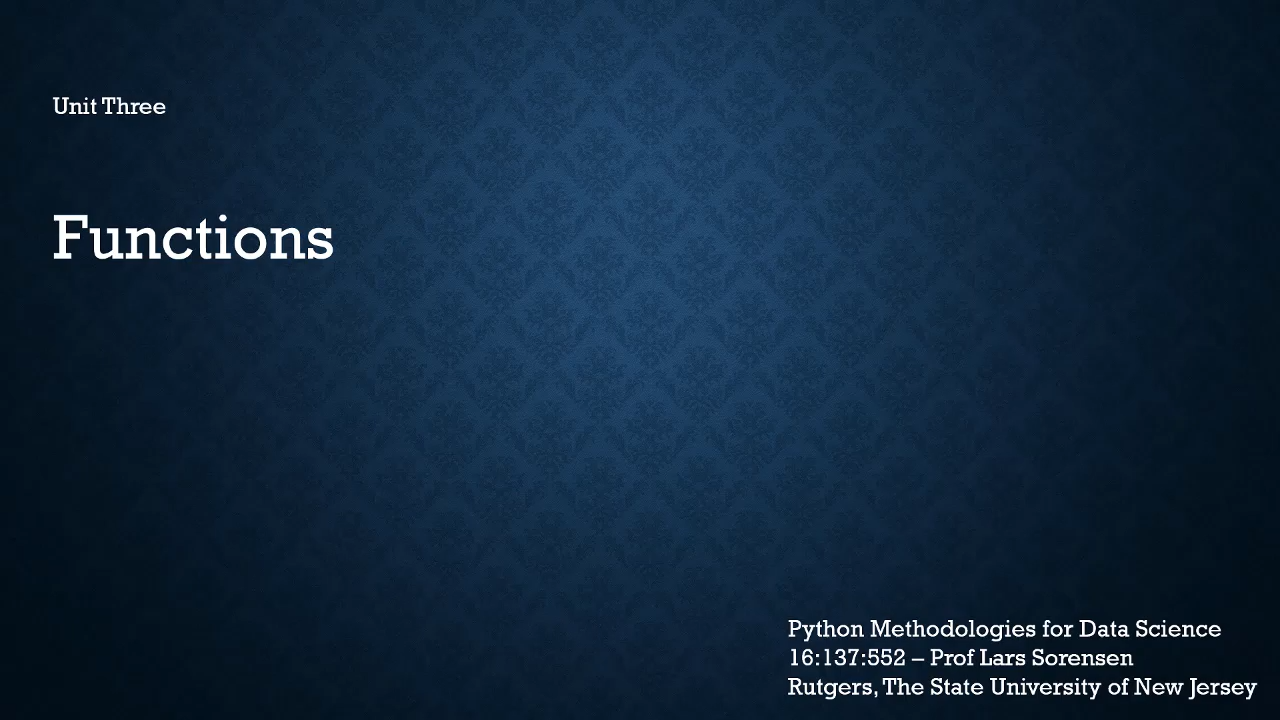 Unit Three
Functions
Python Methodologies for Data Science
16:137:552 – Prof Lars Sorensen
Rutgers, The State University of New Jersey